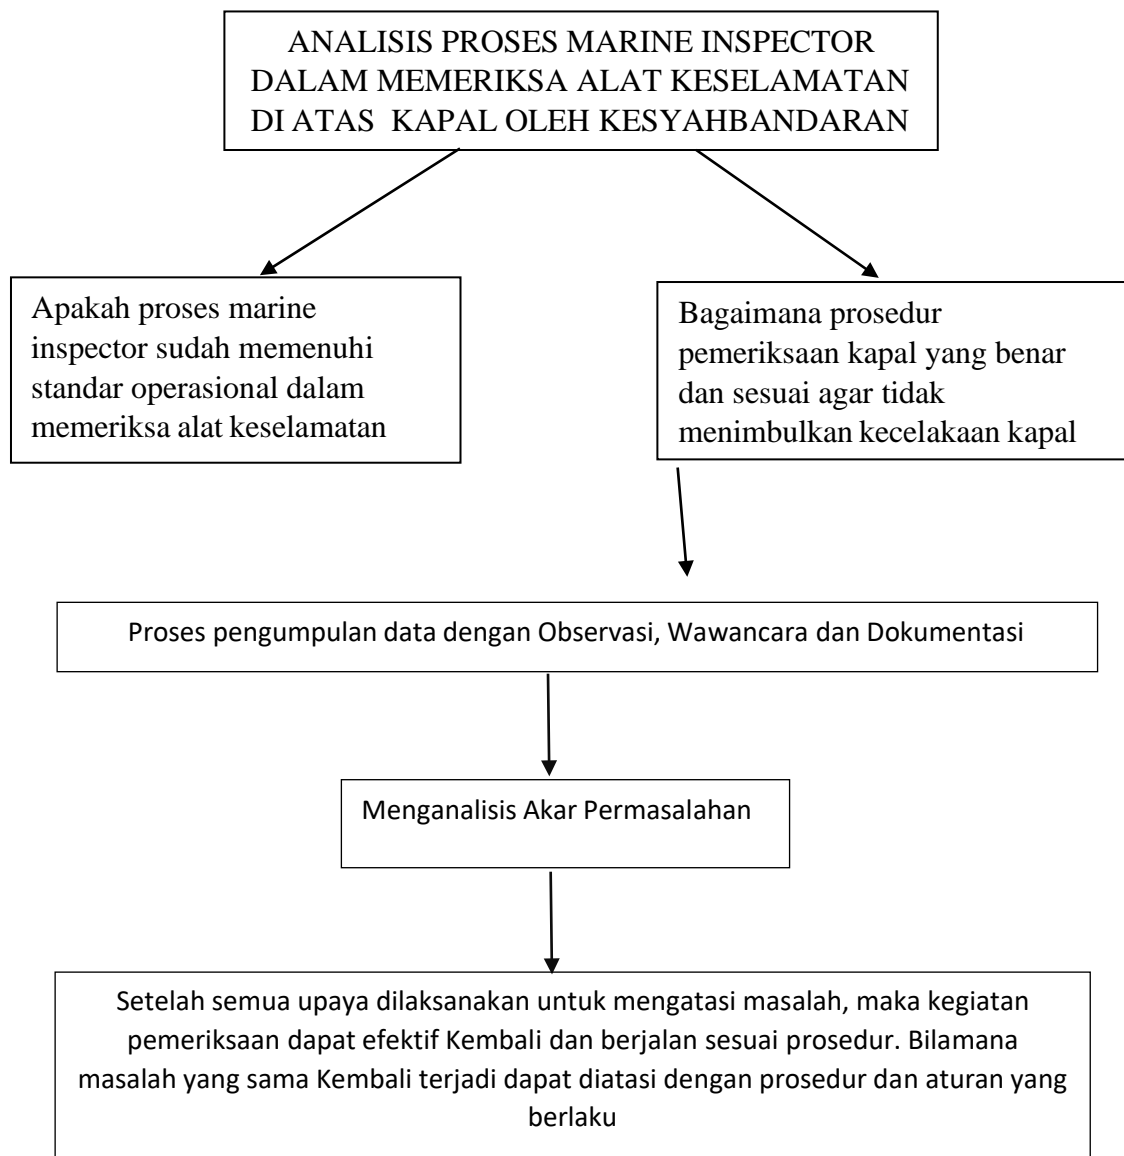 ANALISIS PROSES MARINE INSPECTOR
DALAM MEMERIKSA ALAT KESELAMATAN
DI ATAS KAPAL OLEH KESYAHBANDARAN
Apakah proses marine
inspector sudah memenuhi
standar operasional dalam
memeriksa alat keselamatan
Bagaimana prosedur
pemeriksaan kapal yang benar
dan sesuai agar tidak
menimbulkan kecelakaan kapal
Proses pengumpulan data dengan Observasi, Wawancara dan Dokumentasi
Menganalisis Akar Permasalahan
Setelah semua upaya dilaksanakan untuk mengatasi masalah, maka kegiatan
pemeriksaan dapat efektif Kembali dan berjalan sesuai prosedur. Bilamana
masalah yang sama Kembali terjadi dapat diatasi dengan prosedur dan aturan yang
berlaku